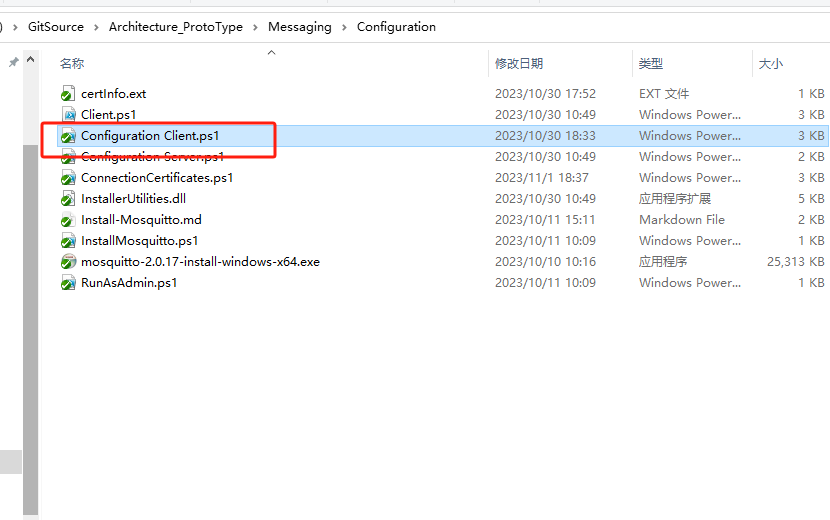 ) > GitSource > Architecture_ProtoType > Messaging > Configuration
名称 修改日期 类型 大小
certInfo.ext 2023/10/30 17:52 EXT 文件 1 KB
Client.ps1 2023/10/30 10:49 Windows Power... 3 KB
Configuration Client.ps1 2023/10/30 18:33 Windows Power... 3 KB
Configuration Server.ps1 2023/10/30 10:49 Windows Power... 2 KB
ConnectionCertificates.ps1 2023/11/1 18:37 Windows Power... 3 KB
InstallerUtilities.dll 2023/10/30 10:49 应用程序扩展 5 KB
Install-Mosquitto.md 2023/10/11 15:11 Markdown File 2 KB
InstallMosquitto.ps1 2023/10/11 10:09 Windows Power... 1 KB
mosquitto-2.0.17-install-windows-x64.exe 2023/10/10 10:16 应用程序 25,313 KB
RunAsAdmin.ps1 2023/10/11 10:09 Windows Power... 1 KB